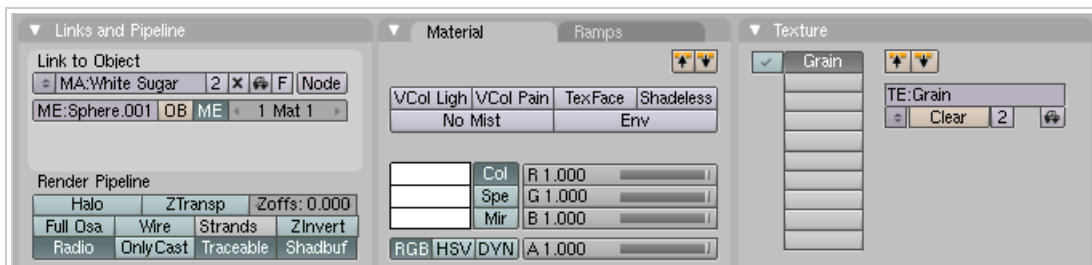 Links and Pipeline
Link to Object
MA:White Sugar 2 X F Node
ME:Sphere.001 OB ME 1 Mat 1
Render Pipeline
Halo ZTransp Zoffs: 0.000
Full Osa Wire Strands ZInvert
Radio OnlyCast Traceable Shadbuf
Material Ramps
VCol Ligh VCol Pain TexFace Shadeless
No Mist Env
Col R 1.000
Spe G 1.000
Mir B 1.000
RGB HSV DYN A 1.000
Texture
Grain
TE:Grain
Clear 2